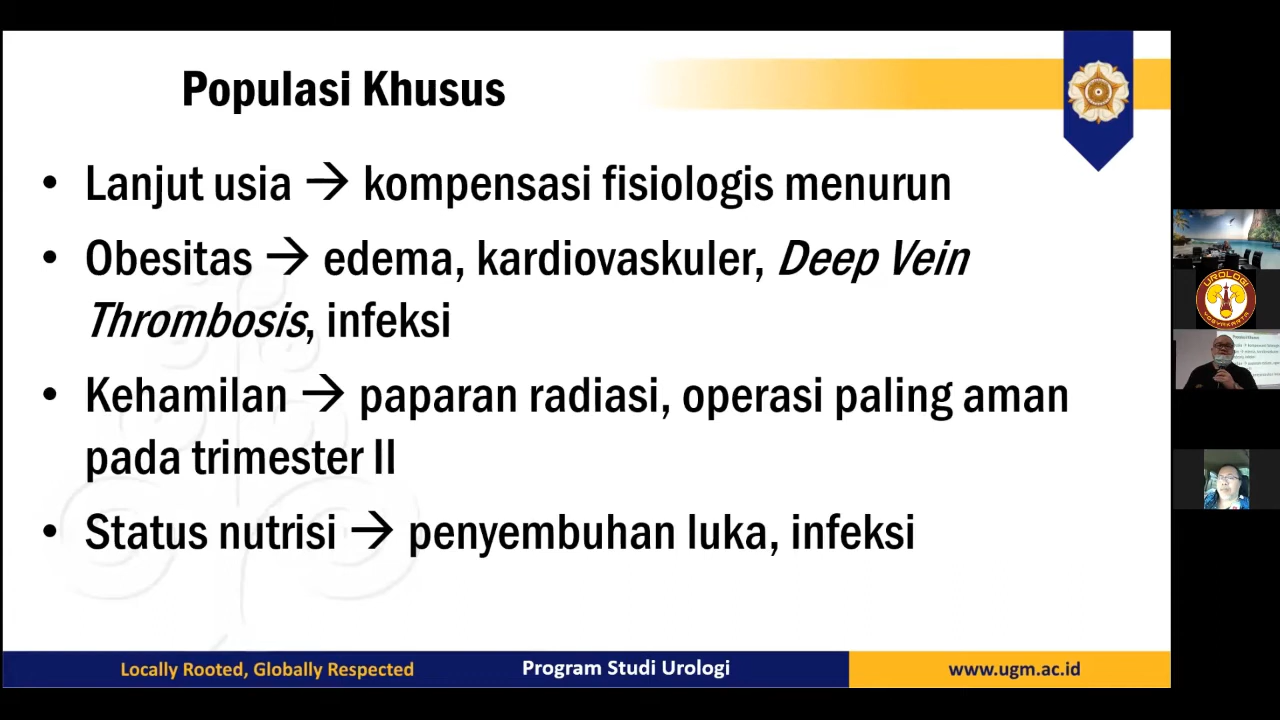 Populasi Khusus
• Lanjut usia → kompensasi fisiologis menurun
• Obesitas → edema, kardiovaskuler, Deep Vein
Thrombosis, infeksi
• Kehamilan → paparan radiasi, operasi paling aman
pada trimester II
• Status nutrisi → penyembuhan luka, infeksi
Locally Rooted, Globally Respected
Program Studi Urologi
www.ugm.ac.id
UROLOGI
YOGYAKARTA